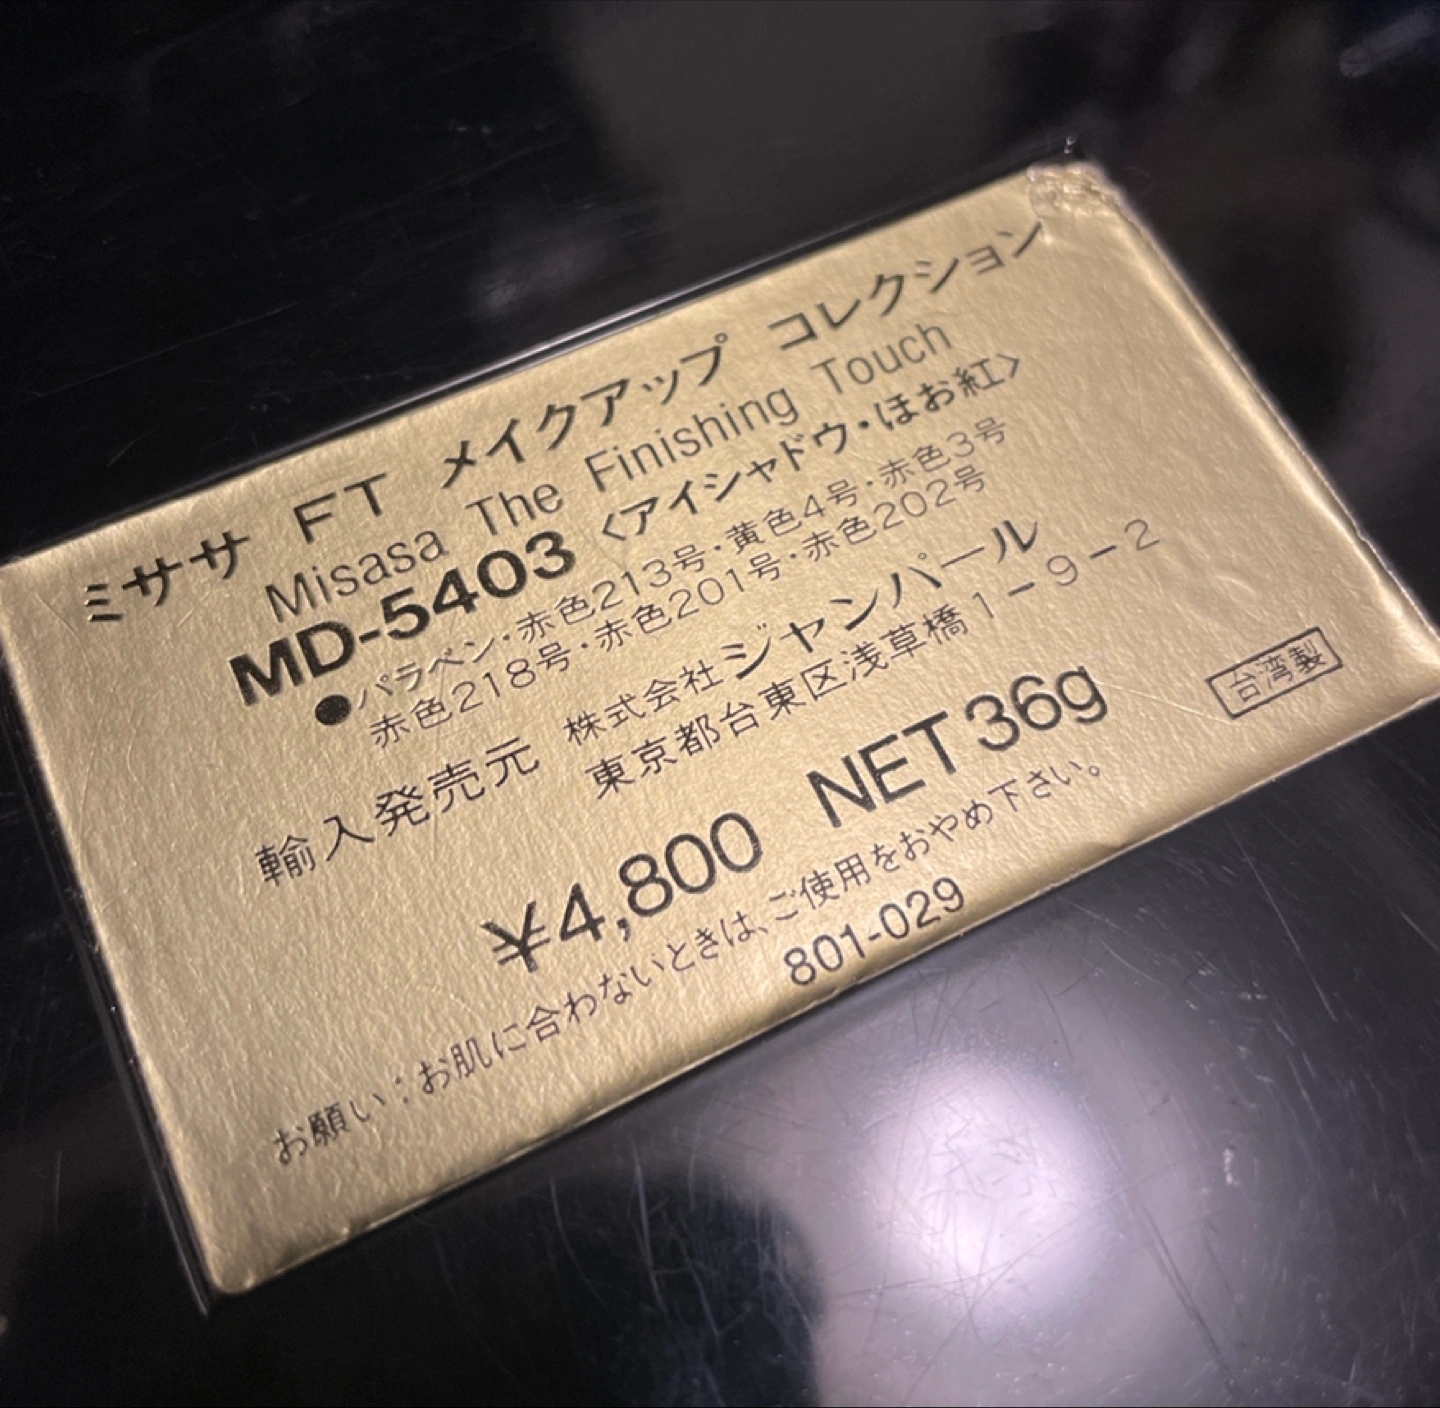 ミササ FT メイクアップ コレクション
Misasa The Finishing Touch
MD-5403 〈アイシャドウ・ほお紅〉
●パラベン・赤色213号・黄色4号・赤色3号
赤色218号・赤色201号・赤色202号
輸入発売元 株式会社ジャンパール
東京都台東区浅草橋1-9-2
¥4,800 NET 36g
台湾製
お願い:お肌に合わないときは、ご使用をおやめ下さい。
801-029